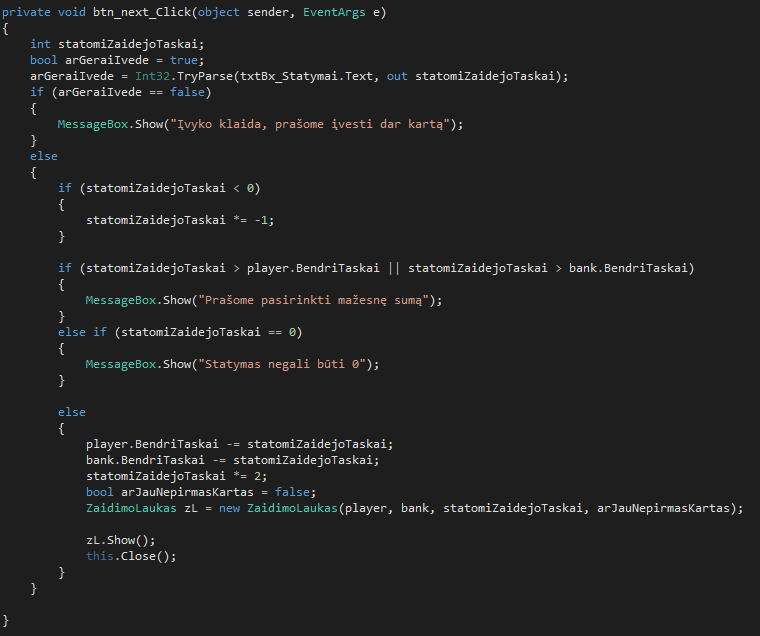 private void btn_next_Click(object sender, EventArgs e)
{
    int statomiZaidejoTaskai;
    bool arGeraiIvede = true;
    arGeraiIvede = Int32.TryParse(txtBx_Statymai.Text, out statomiZaidejoTaskai);
    if (arGeraiIvede == false)
    {
        MessageBox.Show("Įvyko klaida, prašome įvesti dar kartą");
    }
    else
    {
        if (statomiZaidejoTaskai < 0)
        {
            statomiZaidejoTaskai *= -1;
        }

        if (statomiZaidejoTaskai > player.BendriTaskai || statomiZaidejoTaskai > bank.BendriTaskai)
        {
            MessageBox.Show("Prašome pasirinkti mažesnę sumą");
        }
        else if (statomiZaidejoTaskai == 0)
        {
            MessageBox.Show("Statymas negali būti 0");
        }

        else
        {
            player.BendriTaskai -= statomiZaidejoTaskai;
            bank.BendriTaskai -= statomiZaidejoTaskai;
            statomiZaidejoTaskai *= 2;
            bool arJauNepirmasKartas = false;
            ZaidimoLaukas zL = new ZaidimoLaukas(player, bank, statomiZaidejoTaskai, arJauNepirmasKartas);

            zL.Show();
            this.Close();
        }
    }

}